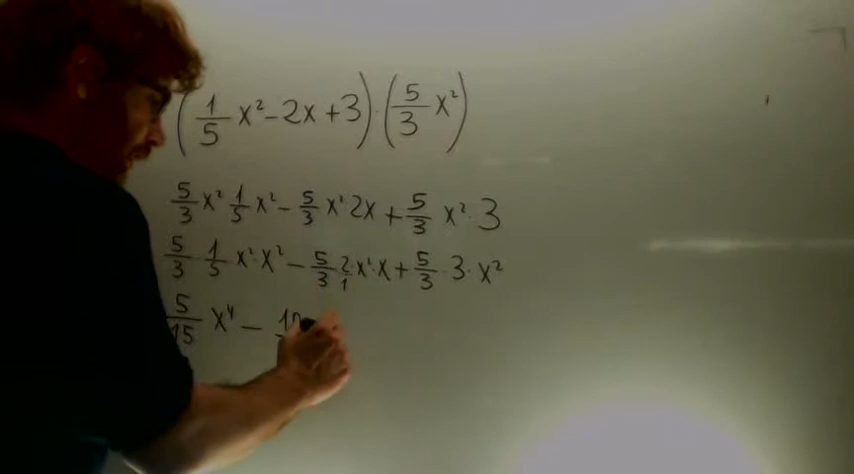 (1/5 x² - 2x + 3) · (5/3 x²)
5/3 x² 1/5 x² - 5/3 x² 2x + 5/3 x² · 3
5/3 · 1/5 x² · x² - 5/3 · 2/1 x² · x + 5/3 · 3 · x²
5/15 x⁴ - 10